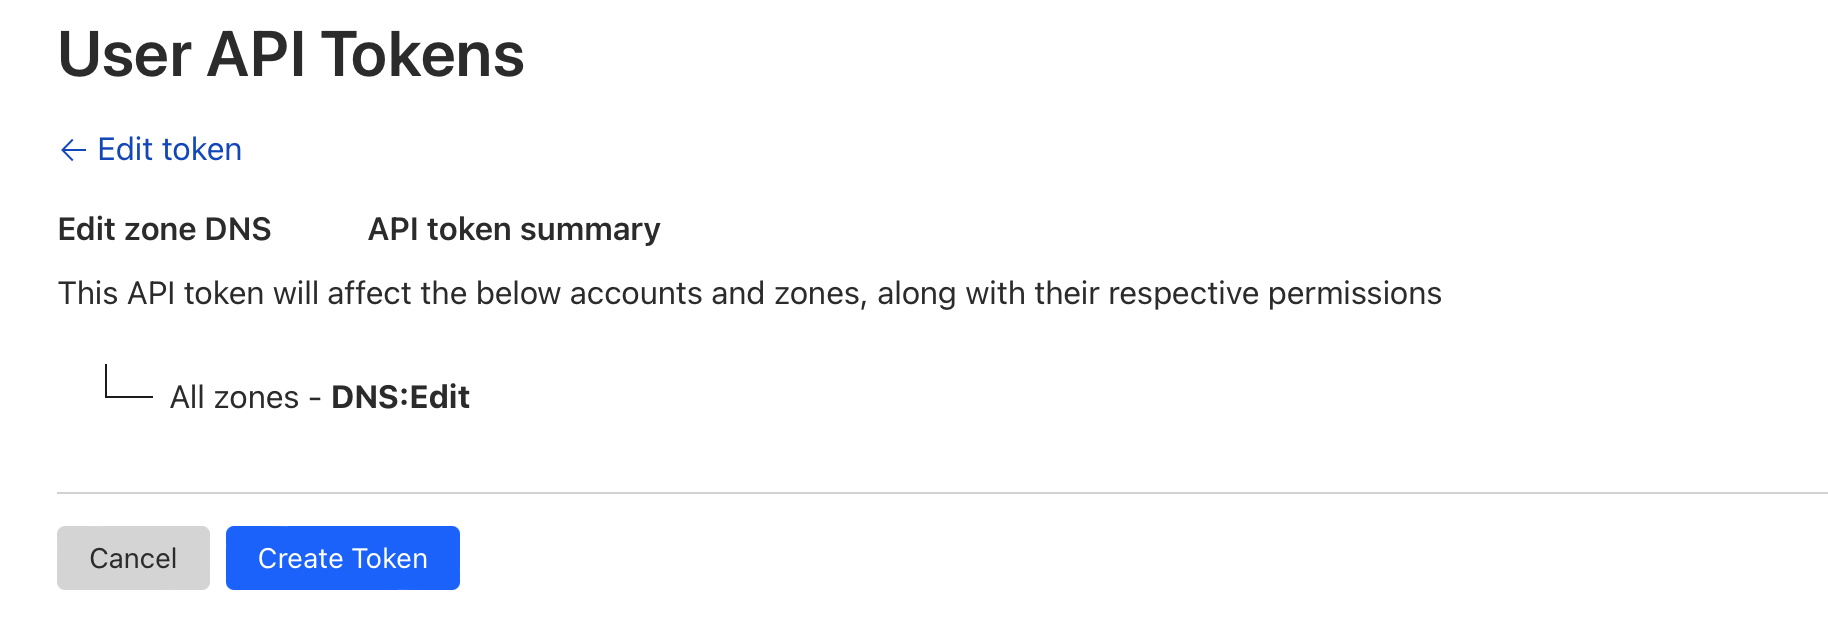 User API Tokens
← Edit token
Edit zone DNS API token summary
This API token will affect the below accounts and zones, along with their respective permissions
All zones - DNS:Edit
Cancel Create Token